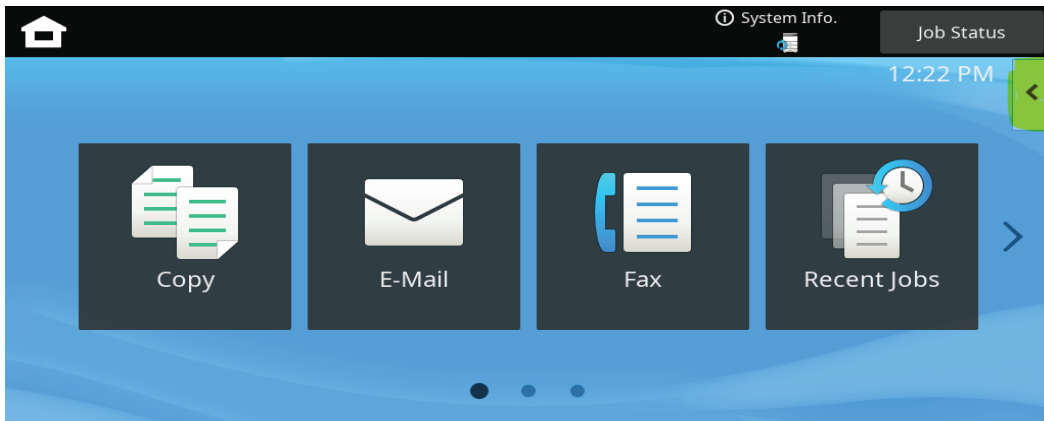 System Info.
Job Status
12:22 PM
Copy
E-Mail
Fax
Recent Jobs